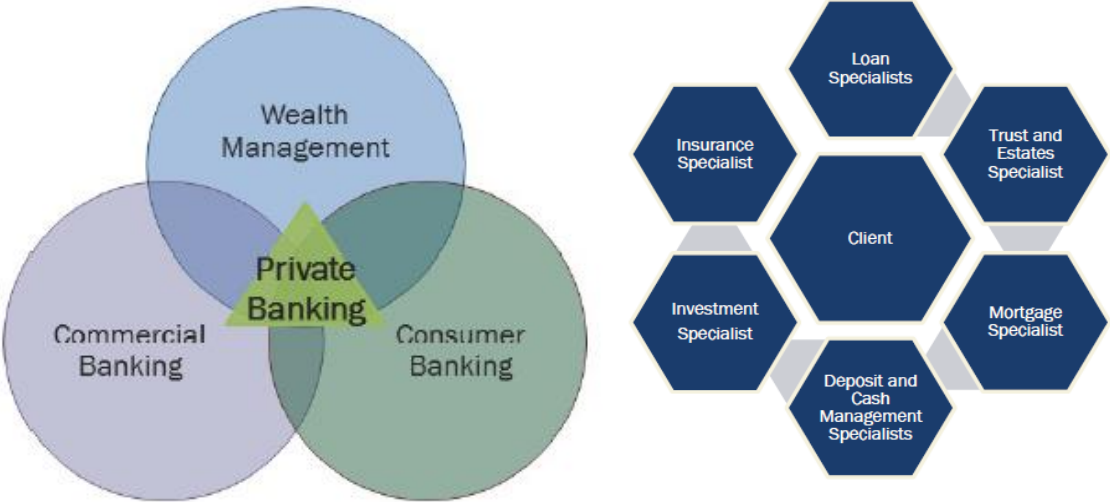 Wealth
Management
Private
Banking
Commercial
Banking
Consumer
Banking
Loan
Specialists
Insurance
Specialist
Trust and
Estates
Specialist
Client
Investment
Specialist
Mortgage
Specialist
Deposit and
Cash
Management
Specialists